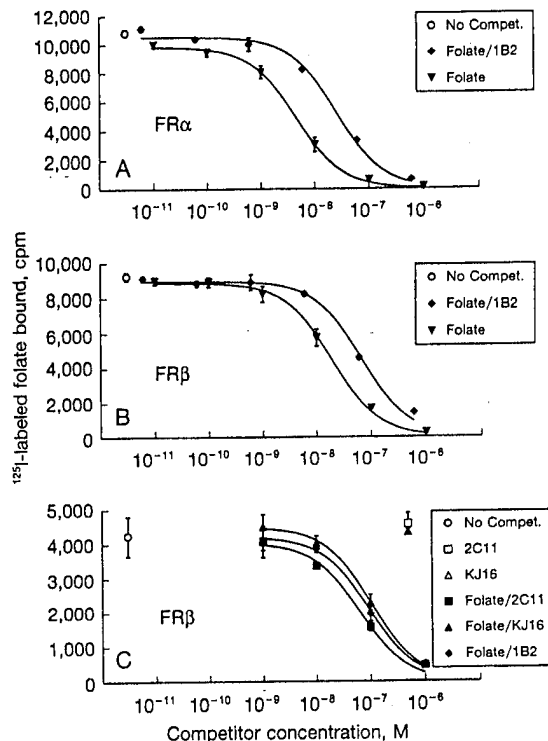 12,000
10,000
8,000
6,000
4,000
2,000
0
FRα
A
No Compet.
Folate/1B2
Folate
10⁻¹¹ 10⁻¹⁰ 10⁻⁹ 10⁻⁸ 10⁻⁷ 10⁻⁶
¹²⁵I-labeled folate bound, cpm
10,000
8,000
6,000
4,000
2,000
0
FRβ
B
No Compet.
Folate/1B2
Folate
10⁻¹¹ 10⁻¹⁰ 10⁻⁹ 10⁻⁸ 10⁻⁷ 10⁻⁶
5,000
4,000
3,000
2,000
1,000
0
FRβ
C
No Compet.
2C11
KJ16
Folate/2C11
Folate/KJ16
Folate/1B2
10⁻¹¹ 10⁻¹⁰ 10⁻⁹ 10⁻⁸ 10⁻⁷ 10⁻⁶
Competitor concentration, M